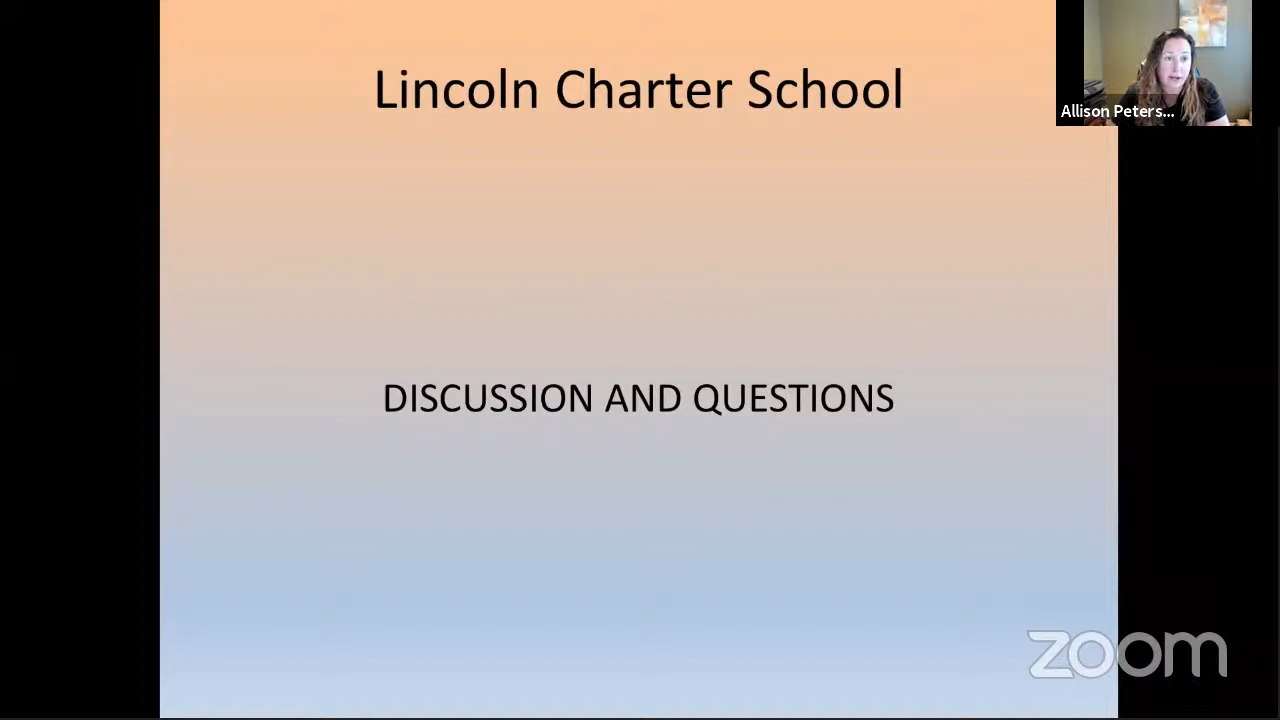 Lincoln Charter School
Allison Peters...
DISCUSSION AND QUESTIONS
zoom